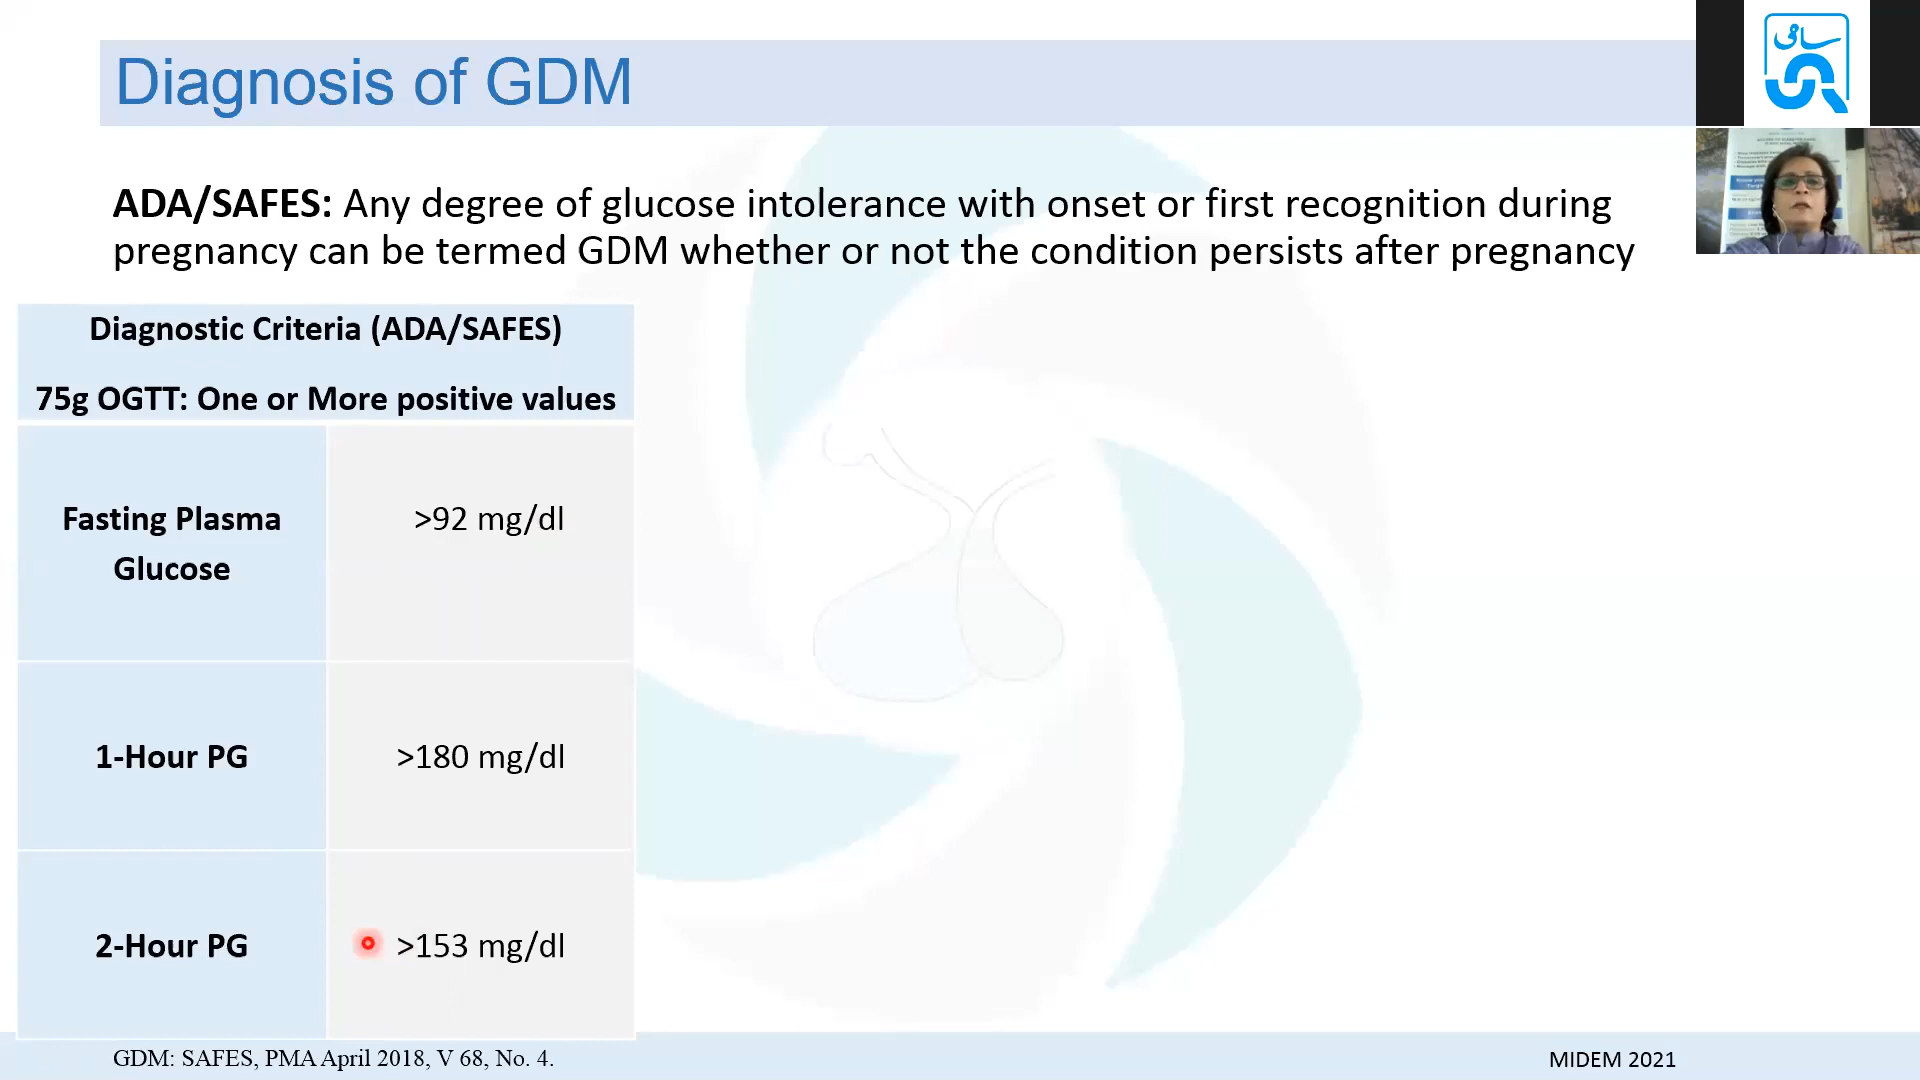 Diagnosis of GDM
سافی
ADA/SAFES: Any degree of glucose intolerance with onset or first recognition during
pregnancy can be termed GDM whether or not the condition persists after pregnancy
Diagnostic Criteria (ADA/SAFES)
75g OGTT: One or More positive values
Fasting Plasma
Glucose
>92 mg/dl
1-Hour PG
>180 mg/dl
2-Hour PG
>153 mg/dl
GDM: SAFES, PMA April 2018, V 68, No. 4.
MIDEM 2021